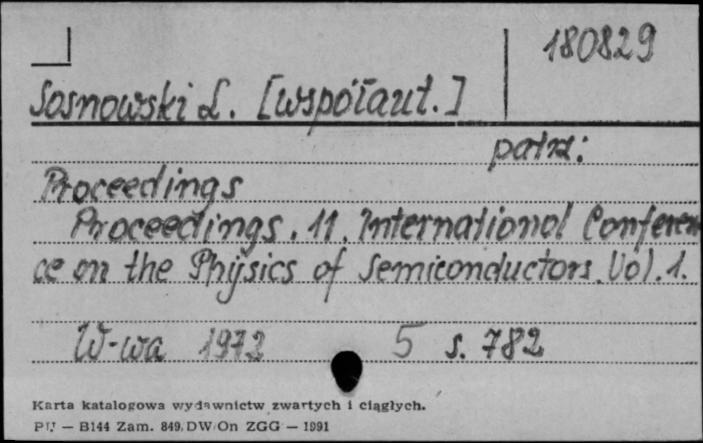 180829
Sosnowski L. [współaut.]
patrz:
Proceedings
Proceedings. 11. International Conferen
ce on the Physics of Semiconductors. Vol. 1.
W-wa 1972 5 s. 782
Karta katalogowa wydawnictw zwartych i ciągłych.
PU — B144 Zam. 849. DW/On ZGG — 1991